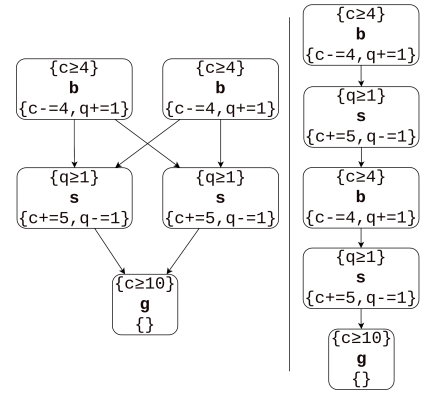 {c≥4}
b
{c-=4,q+=1}
{c≥4}
b
{c-=4,q+=1}
{q≥1}
s
{c+=5,q-=1}
{q≥1}
s
{c+=5,q-=1}
{c≥10}
g
{}
{c≥4}
b
{c-=4,q+=1}
{q≥1}
s
{c+=5,q-=1}
{c≥4}
b
{c-=4,q+=1}
{q≥1}
s
{c+=5,q-=1}
{c≥10}
g
{}